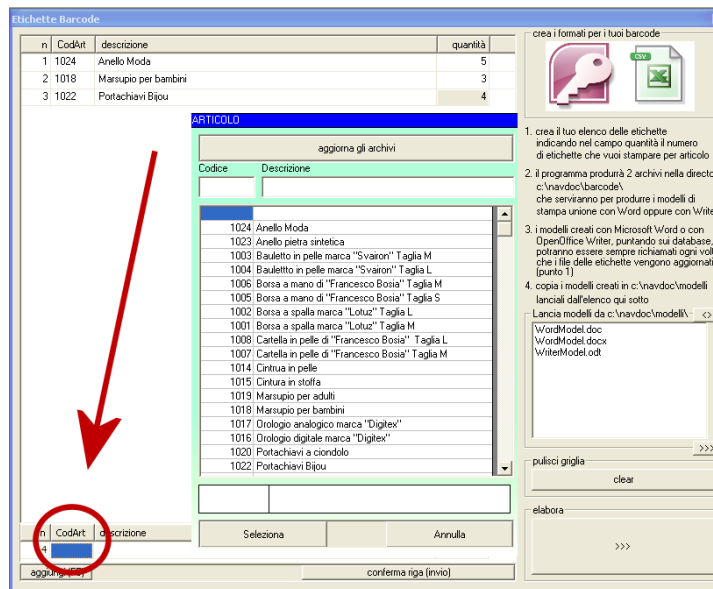 Etichette Barcode
n CodArt descrizione quantità
1 1024 Anello Moda 5
2 1018 Marsupio per bambini 3
3 1022 Portachiavi Bijou 4
ARTICOLO
aggiorna gli archivi
Codice Descrizione
1024 Anello Moda
1023 Anello pietra sintetica
1003 Bauletto in pelle marca "Svairon" Taglia M
1004 Baulettto in pelle marca "Svairon" Taglia L
1006 Borsa a mano di "Francesco Bosia" Taglia M
1005 Borsa a mano di "Francesco Bosia" Taglia S
1002 Borsa a spalla marca "Lotuz" Taglia L
1001 Borsa a spalla marca "Lotuz" Taglia M
1008 Cartella in pelle di "Francesco Bosia" Taglia L
1007 Cartella in pelle di "Francesco Bosia" Taglia M
1014 Cintrua in pelle
1015 Cintura in stoffa
1019 Marsupio per adulti
1018 Marsupio per bambini
1017 Orologio analogico marca "Digitex"
1016 Orologio digitale marca "Digitex"
1020 Portachiavi a ciondolo
1022 Portachiavi Bijou
Seleziona Annulla
n CodArt descrizione
4
conferma riga (invio)
crea i formati per i tuoi barcode
CSV
1. crea il tuo elenco delle etichette
indicando nel campo quantità il numero
di etichette che vuoi stampare per articolo
2. il programma produrrà 2 archivi nella directo
c:\navdoc\barcode\
che serviranno per produrre i modelli di
stampa unione con Word oppure con Write
3. i modelli creati con Microsoft Word o con
OpenOffice Writer, puntando sui database,
potranno essere sempre richiamati ogni volt
che i file delle etichette vengono aggiornati
(punto 1)
4. copia i modelli creati in c:\navdoc\modelli
lanciali dall'elenco qui sotto
Lancia modelli da c:\navdoc\modelli\ <>
WordModel.doc
WordModel.docx
WriterModel.odt
>>>
pulisci griglia
clear
elabora
>>>